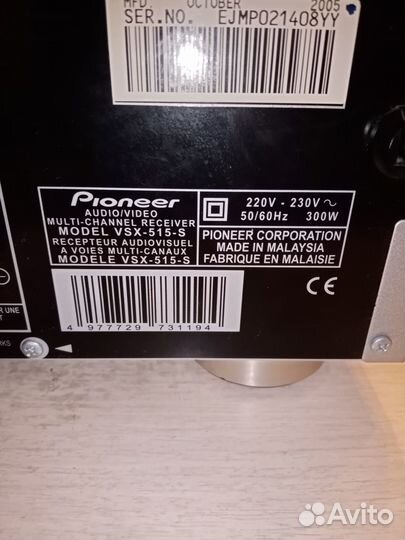 MFD. OCTOBER 2005
SER.NO. EJMP021408YY
Pioneer
AUDIO/VIDEO
MULTI-CHANNEL RECEIVER
MODEL VSX-515-S
RECEPTEUR AUDIOVISUEL
A VOIES MULTI-CANAUX
MODELE VSX-515-S
220V - 230V ~
50/60Hz 300W
PIONEER CORPORATION
MADE IN MALAYSIA
FABRIQUE EN MALAISIE
4 977729 731194
CE
R UNE
Avito